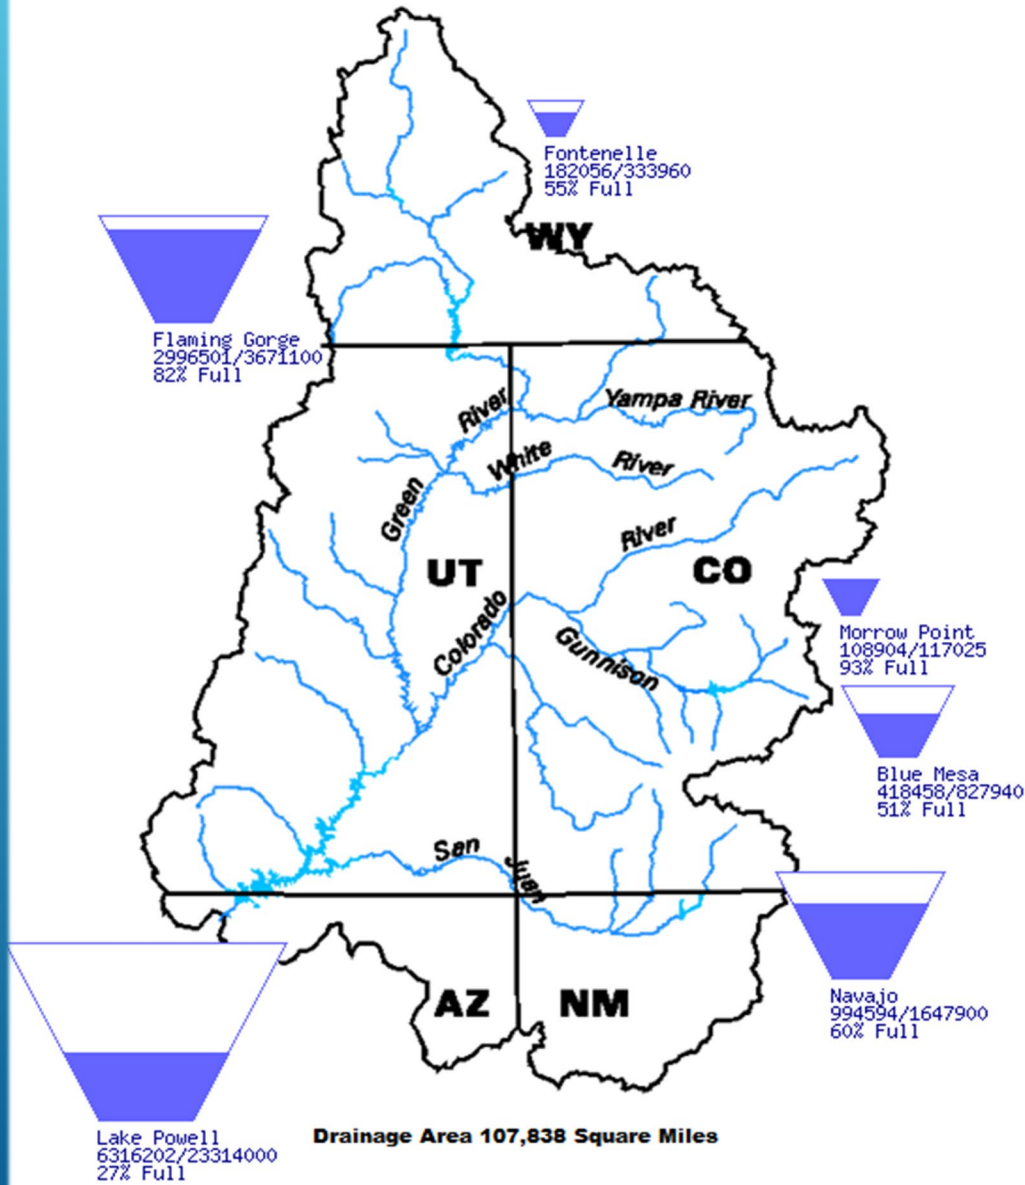 Fontenelle
182056/333960
55% Full
WY
Flaming Gorge
2996501/3671100
82% Full
Yampa River
White River
Green River
UT
CO
Colorado River
Gunnison
Morrow Point
108904/117025
93% Full
Blue Mesa
418458/827940
51% Full
San Juan
Navajo
994594/1647900
60% Full
AZ
NM
Lake Powell
6316202/23314000
27% Full
Drainage Area 107,838 Square Miles